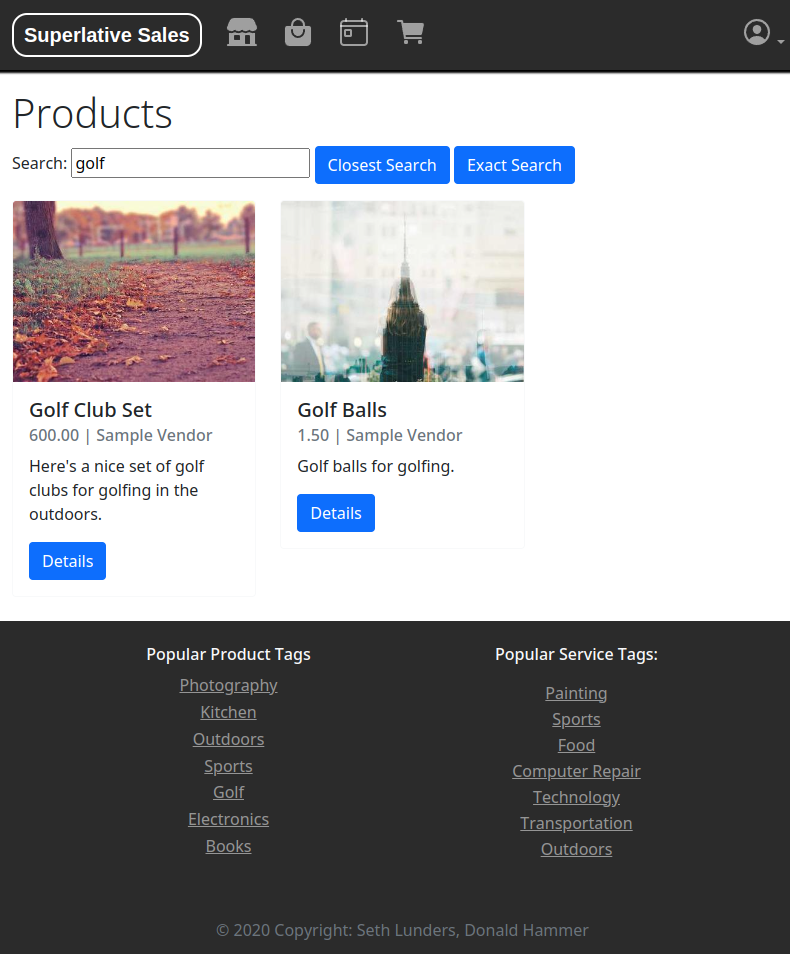 Superlative Sales
Products
Search: golf Closest Search Exact Search
Golf Club Set
600.00 | Sample Vendor
Here's a nice set of golf
clubs for golfing in the
outdoors.
Details
Golf Balls
1.50 | Sample Vendor
Golf balls for golfing.
Details
Popular Product Tags
Photography
Kitchen
Outdoors
Sports
Golf
Electronics
Books
Popular Service Tags:
Painting
Sports
Food
Computer Repair
Technology
Transportation
Outdoors
© 2020 Copyright: Seth Lunders, Donald Hammer